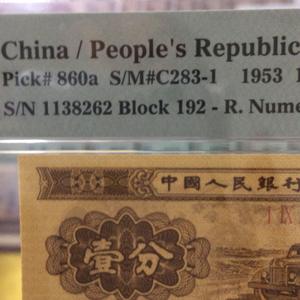 China / People's Republic
Pick# 860a S/M#C283-1 1953
S/N 1138262 Block 192 - R. Nume
中國人民銀行
壹分